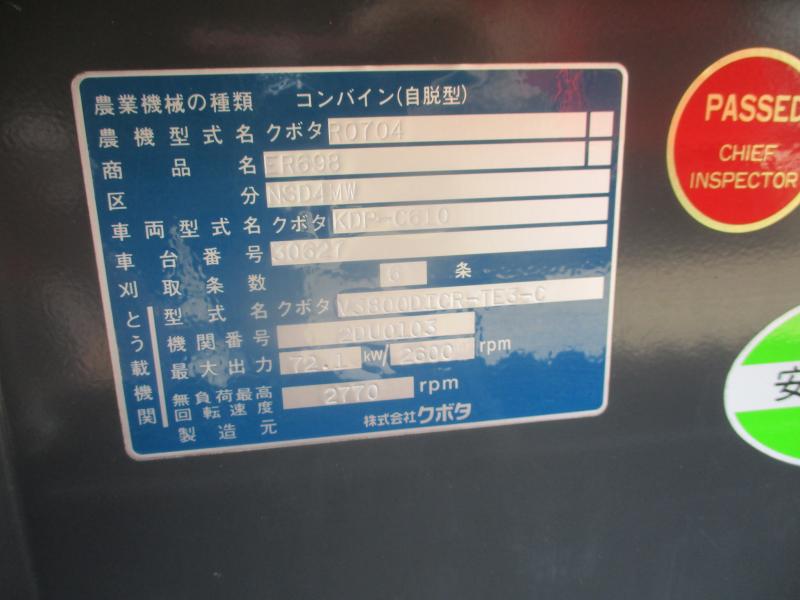 農業機械の種類 コンバイン(自脱型)
農機型式名 クボタ R0704
商品名 ER698
区分 NSD4MW
車両型式名 クボタ KDP-C610
車台番号 30627
刈取条数 6 条
とう載機関
型式名 クボタ V3800DICR-TE3-C
機関番号 2DU0103
最大出力 72.1 kw/ 2600 rpm
無負荷最高回転速度 2770 rpm
製造元 株式会社クボタ
PASSED
CHIEF
INSPECTOR
安